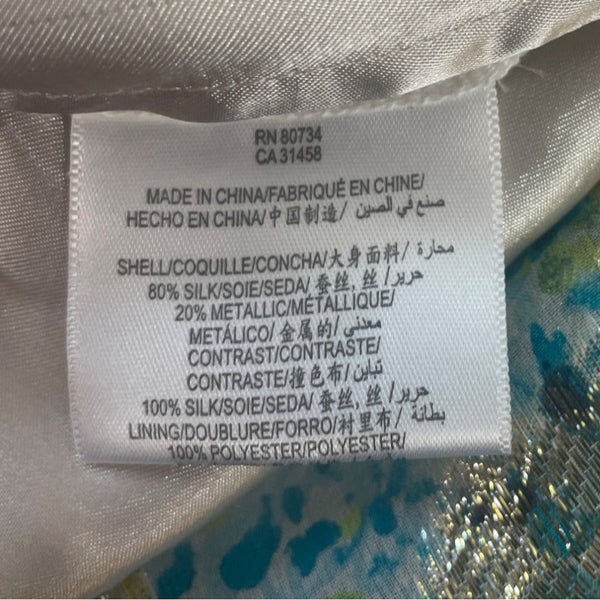 RN 80734
CA 31458
MADE IN CHINA/FABRIQUÉ EN CHINE/
HECHO EN CHINA/中国制造/ صنع في الصين/
SHELL/COQUILLE/CONCHA/大身面料/ محارة/
80% SILK/SOIE/SEDA/ 蚕丝, 丝/ حرير/
20% METALLIC/MÉTALLIQUE/
METÁLICO/ 金属的/ معدني/
CONTRAST/CONTRASTE/
CONTRASTE/撞色布/ تباين/
100% SILK/SOIE/SEDA/ 蚕丝, 丝/ حرير/
LINING/DOUBLURE/FORRO/衬里布/ بطانة/
100% POLYESTER/POLYESTER/